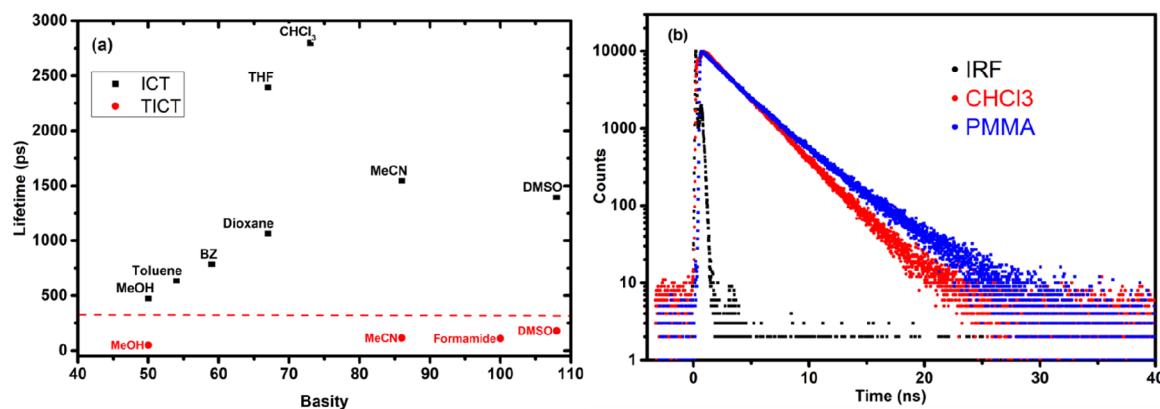 (a)
CHCl3
ICT
TICT
THF
MeCN
DMSO
Dioxane
BZ
Toluene
MeOH
MeOH
MeCN
Formamide
DMSO
3000
2500
2000
1500
1000
500
0
Lifetime (ps)
40 50 60 70 80 90 100 110
Basity
(b)
IRF
CHCl3
PMMA
10000
1000
100
10
1
Counts
0 10 20 30 40
Time (ns)